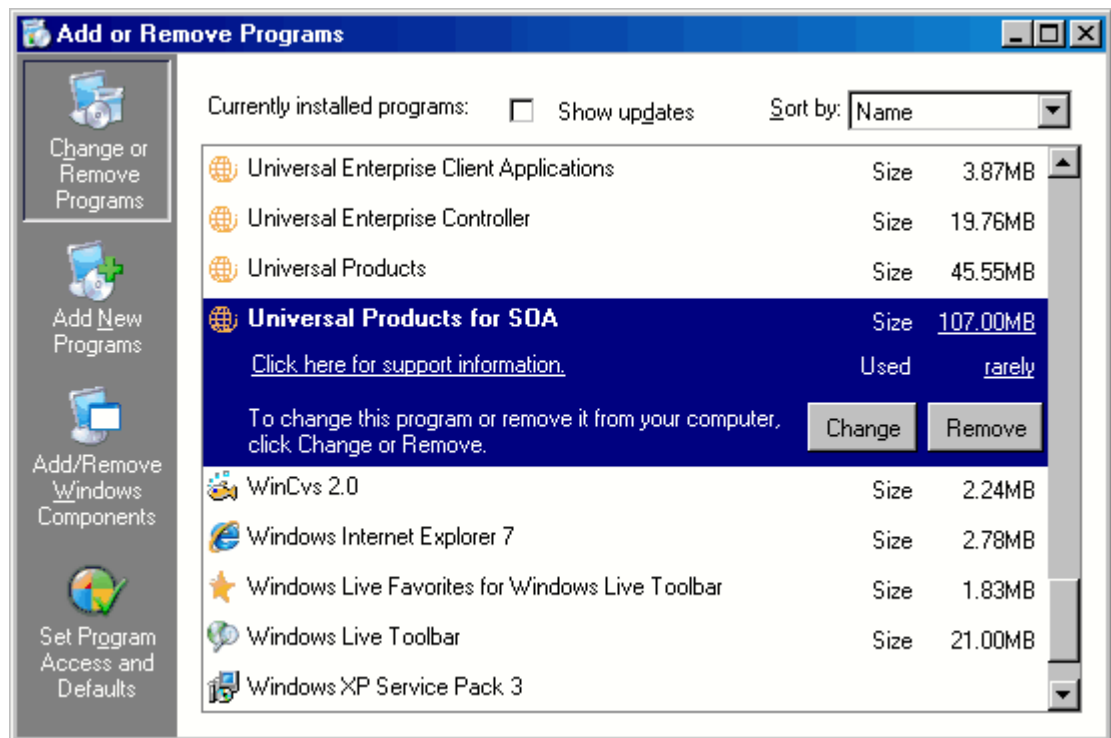 Add or Remove Programs
Change or
Remove
Programs
Add New
Programs
Add/Remove
Windows
Components
Set Program
Access and
Defaults
Currently installed programs: Show updates Sort by: Name
Universal Enterprise Client Applications Size 3.87MB
Universal Enterprise Controller Size 19.76MB
Universal Products Size 45.55MB
Universal Products for SOA Size 107.00MB
Click here for support information. Used rarely
To change this program or remove it from your computer,
click Change or Remove. Change Remove
WinCvs 2.0 Size 2.24MB
Windows Internet Explorer 7 Size 2.78MB
Windows Live Favorites for Windows Live Toolbar Size 1.83MB
Windows Live Toolbar Size 21.00MB
Windows XP Service Pack 3